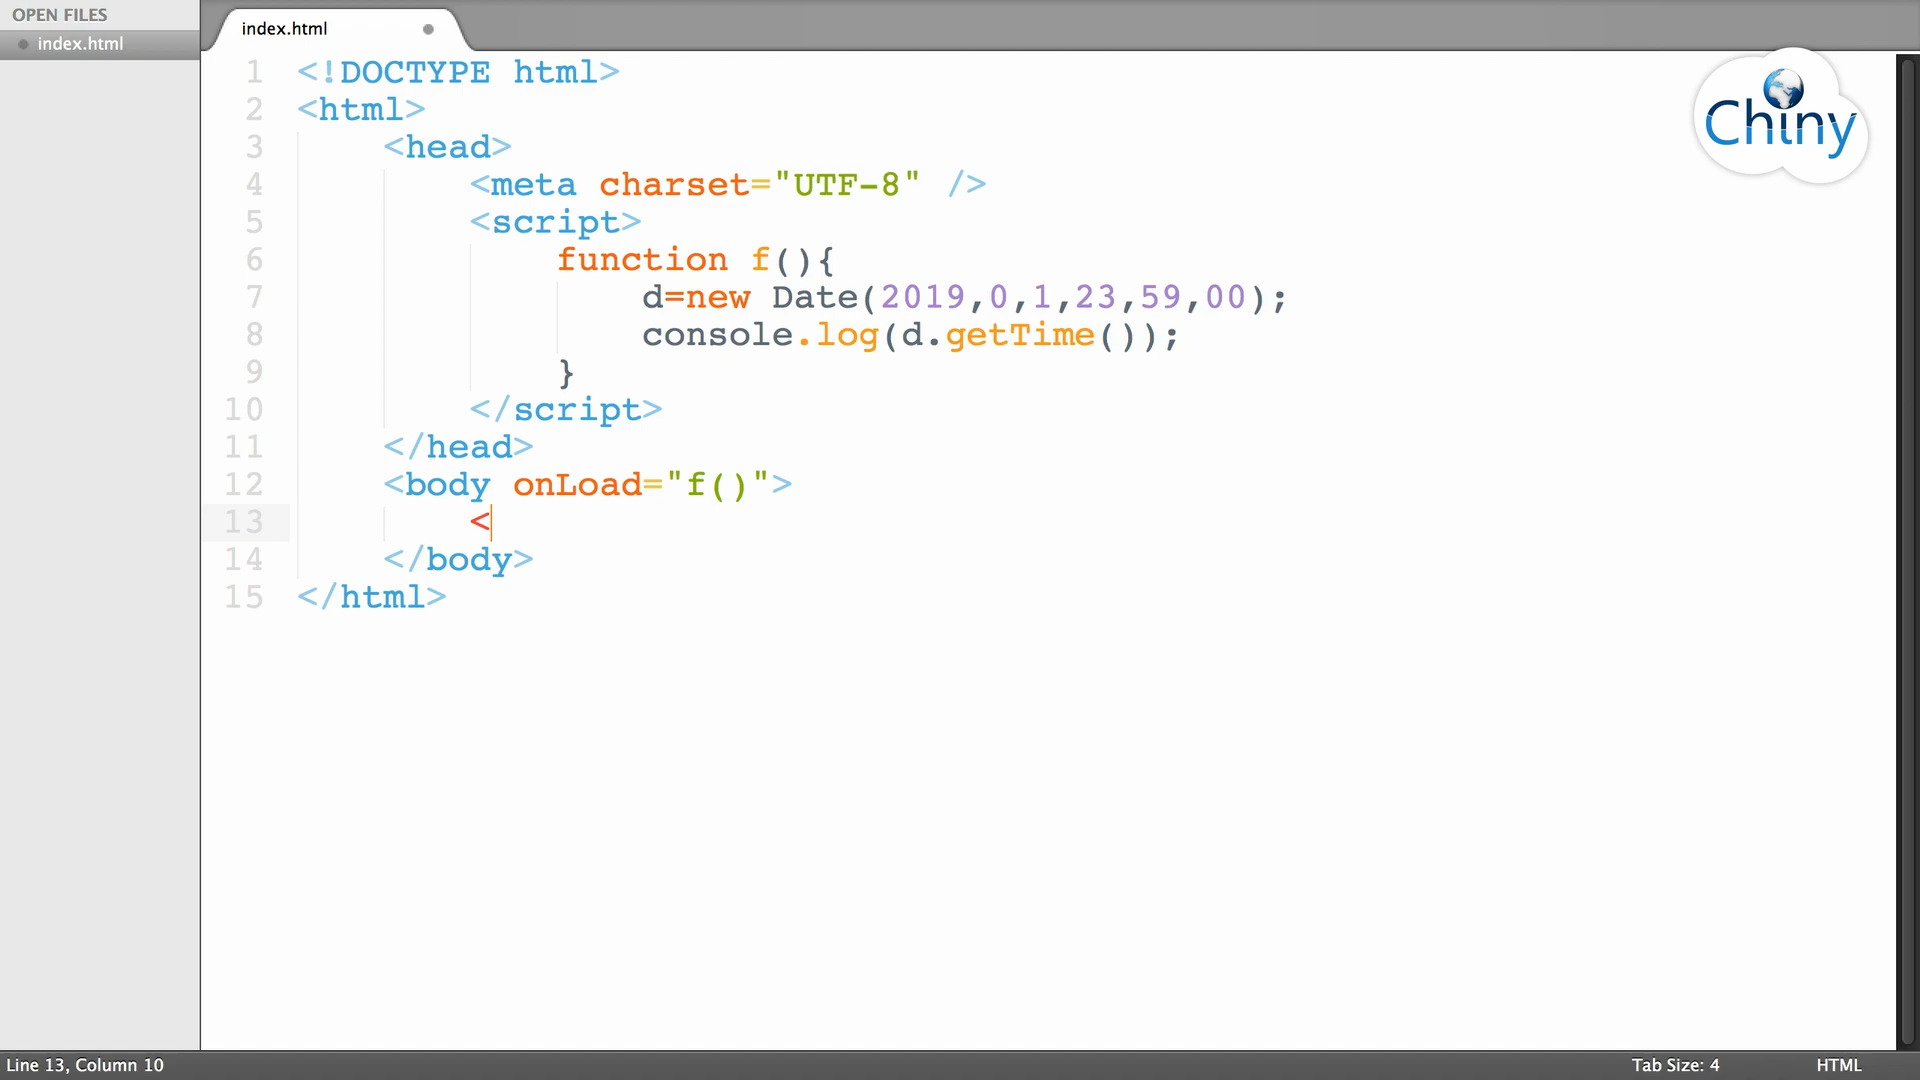 OPEN FILES
index.html
index.html
Chiny
1 <!DOCTYPE html>
2 <html>
3 <head>
4 <meta charset="UTF-8" />
5 <script>
6 function f(){
7 d=new Date(2019,0,1,23,59,00);
8 console.log(d.getTime());
9 }
10 </script>
11 </head>
12 <body onLoad="f()">
13 <
14 </body>
15 </html>
Line 13, Column 10
Tab Size: 4
HTML